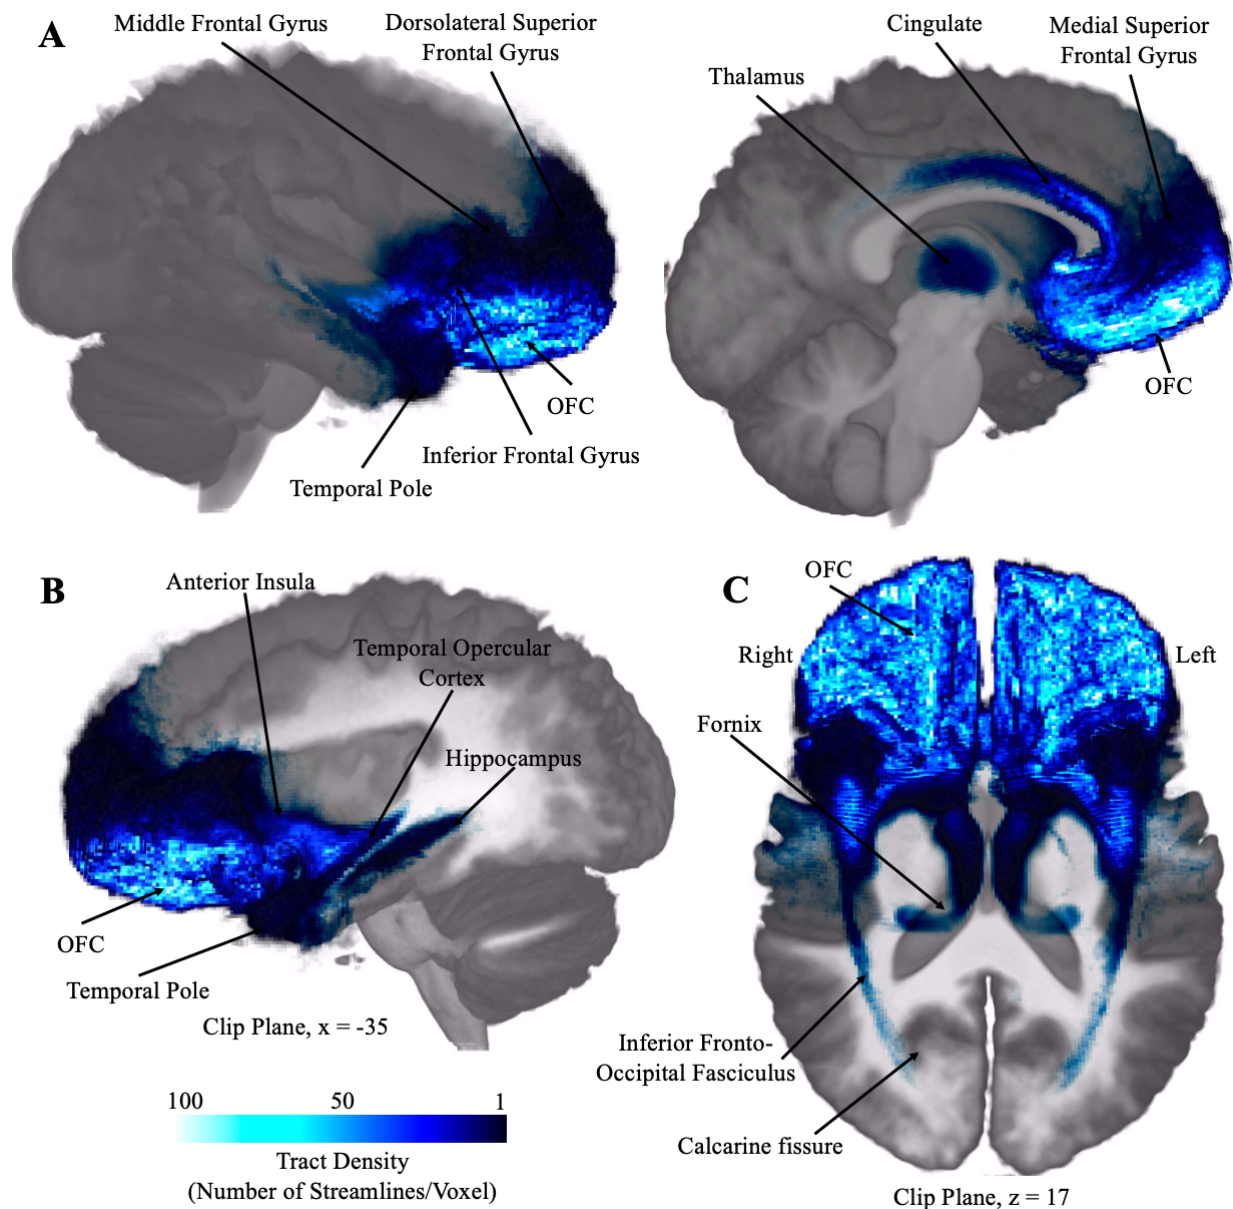 A
Middle Frontal Gyrus
Dorsolateral Superior
Frontal Gyrus
Cingulate
Medial Superior
Frontal Gyrus
Thalamus
OFC
OFC
Inferior Frontal Gyrus
Temporal Pole
B
Anterior Insula
Temporal Opercular
Cortex
Hippocampus
OFC
Temporal Pole
Clip Plane, x = -35
100 50 1
Tract Density
(Number of Streamlines/Voxel)
C
OFC
Right
Left
Fornix
Inferior Fronto-
Occipital Fasciculus
Calcarine fissure
Clip Plane, z = 17